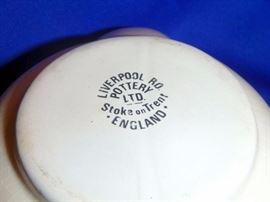 LIVERPOOL RD.
POTTERY
LTD.
Stoke on Trent
• ENGLAND •